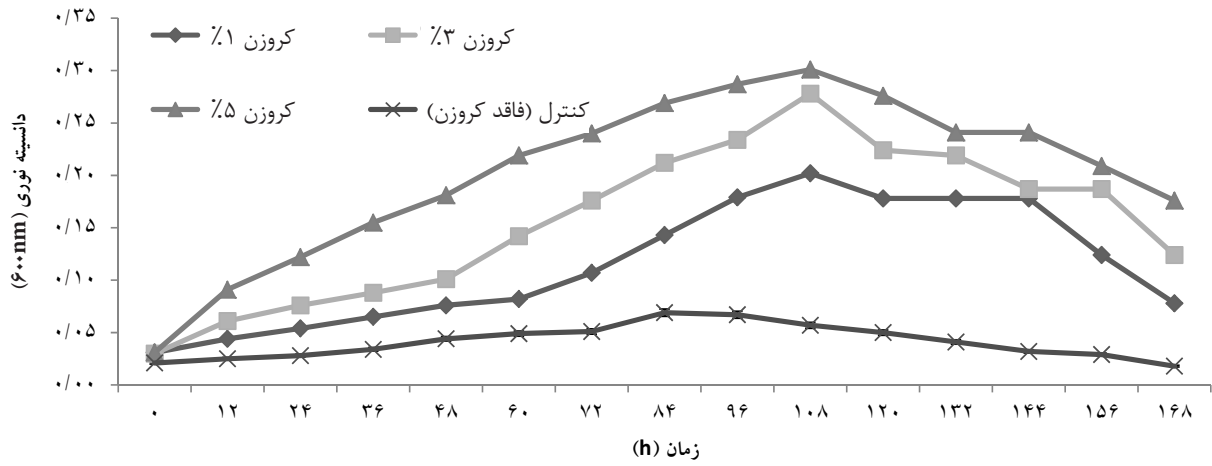 ۰/۳۵
۰/۳۰
۰/۲۵
۰/۲۰
۰/۱۵
۰/۱۰
۰/۰۵
۰/۰۰
دانسیته نوری (۶۰۰nm)
کروزن ۱٪
کروزن ۳٪
کروزن ۵٪
کنترل (فاقد کروزن)
۰ ۱۲ ۲۴ ۳۶ ۴۸ ۶۰ ۷۲ ۸۴ ۹۶ ۱۰۸ ۱۲۰ ۱۳۲ ۱۴۴ ۱۵۶ ۱۶۸
زمان (h)